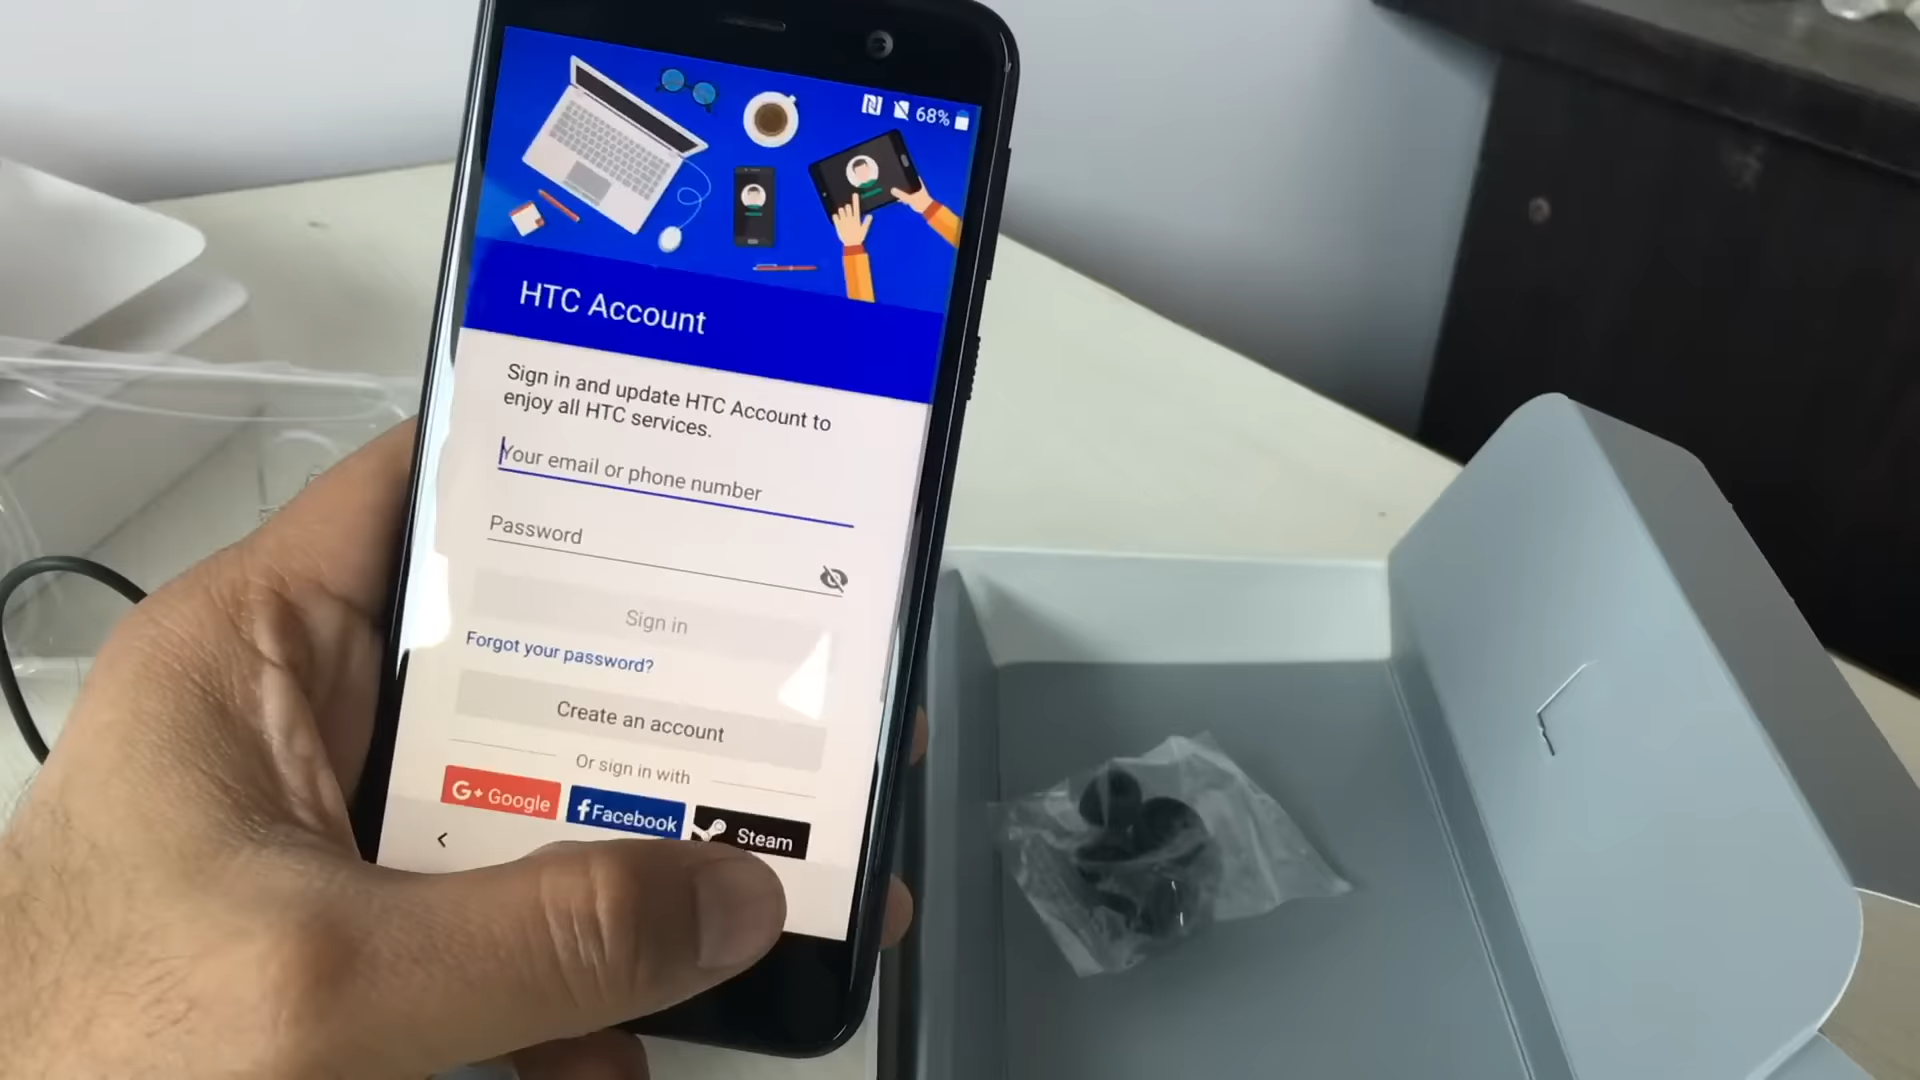 68%
HTC Account
Sign in and update HTC Account to
enjoy all HTC services.
Your email or phone number
Password
Sign in
Forgot your password?
Create an account
Or sign in with
G+ Google
f Facebook
Steam